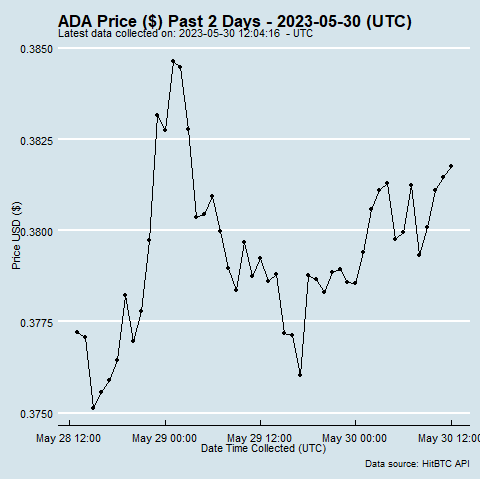 ADA Price ($) Past 2 Days - 2023-05-30 (UTC)
Latest data collected on: 2023-05-30 12:04:16 - UTC
0.3850
0.3825
0.3800
0.3775
0.3750
Price USD ($)
May 28 12:00 May 29 00:00 May 29 12:00 May 30 00:00 May 30 12:00
Date Time Collected (UTC)
Data source: HitBTC API